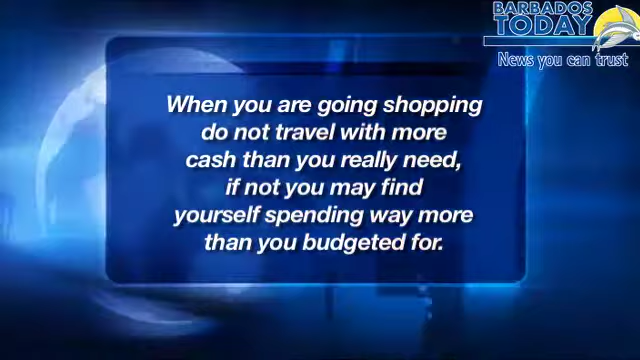 BARBADOS
TODAY
News you can trust
When you are going shopping
do not travel with more
cash than you really need,
if not you may find
yourself spending way more
than you budgeted for.